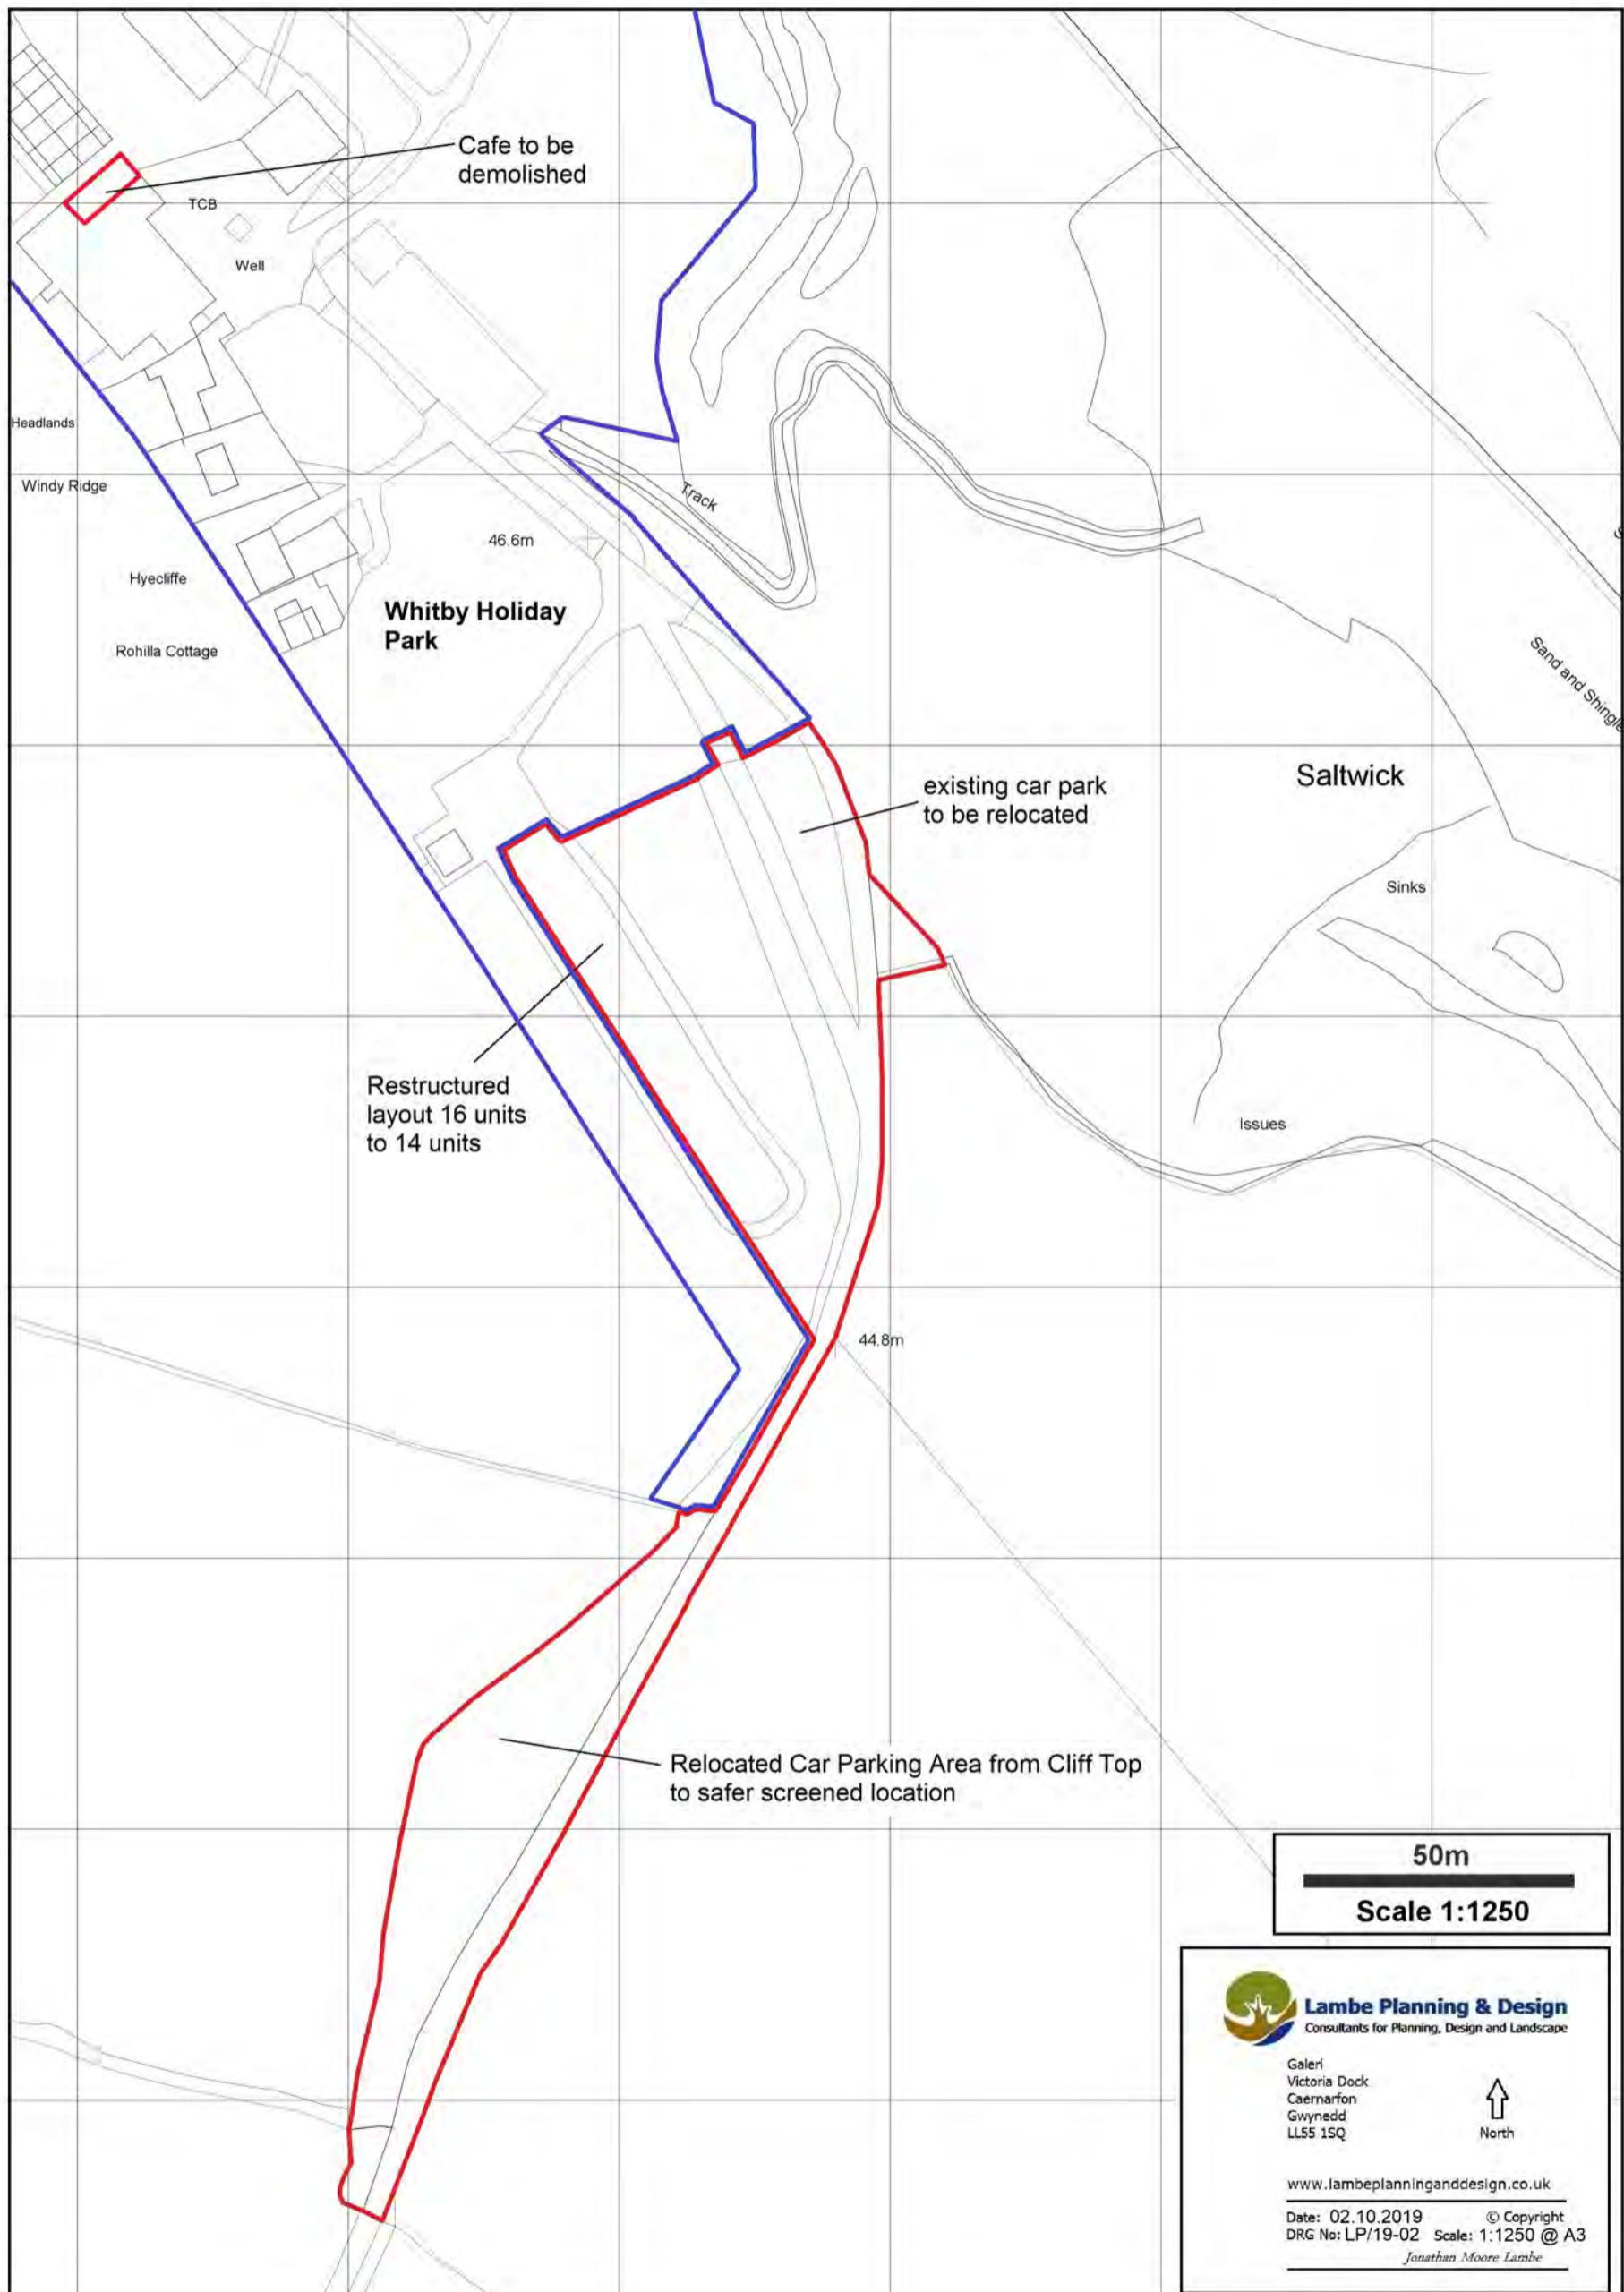 Cafe to be
demolished
TCB
Well
Headlands
Windy Ridge
Track
46.6m
Hyecliffe
Whitby Holiday
Park
Rohilla Cottage
Sand and Shingle
existing car park
to be relocated
Saltwick
Sinks
Restructured
layout 16 units
to 14 units
Issues
44.8m
Relocated Car Parking Area from Cliff Top
to safer screened location
50m
Scale 1:1250
Lambe Planning & Design
Consultants for Planning, Design and Landscape
Galeri
Victoria Dock
Caernarfon
Gwynedd
LL55 1SQ
North
www.lambeplanninganddesign.co.uk
Date: 02.10.2019 © Copyright
DRG No: LP/19-02 Scale: 1:1250 @ A3
Jonathan Moore Lambe